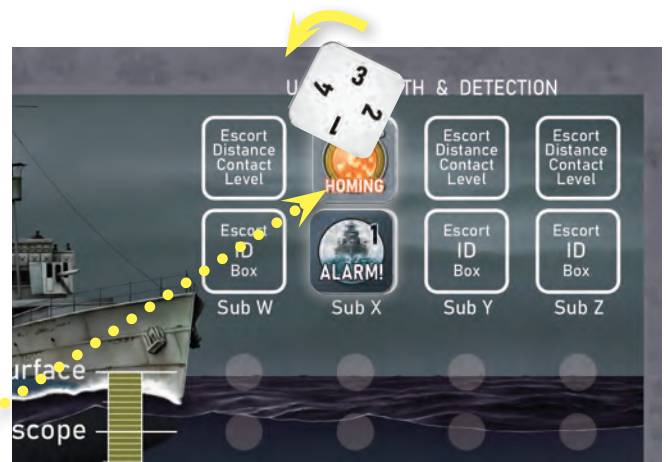 3
4
2
1
U TH & DETECTION
Escort
Distance
Contact
Level
HOMING
Escort
Distance
Contact
Level
Escort
Distance
Contact
Level
Escort
ID
Box
1
ALARM!
Escort
ID
Box
Escort
ID
Box
Sub W Sub X Sub Y Sub Z
urface
scope